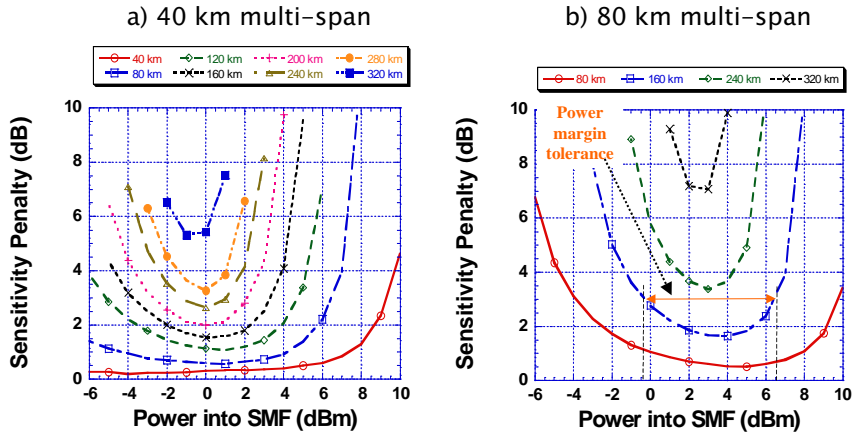 a) 40 km multi-span
40 km 120 km 200 km 280 km
80 km 160 km 240 km 320 km
Sensitivity Penalty (dB)
10
8
6
4
2
0
-6 -4 -2 0 2 4 6 8 10
Power into SMF (dBm)
b) 80 km multi-span
80 km 160 km 240 km 320 km
Sensitivity Penalty (dB)
10
8
6
4
2
0
Power
margin
tolerance
-6 -4 -2 0 2 4 6 8 10
Power into SMF (dBm)